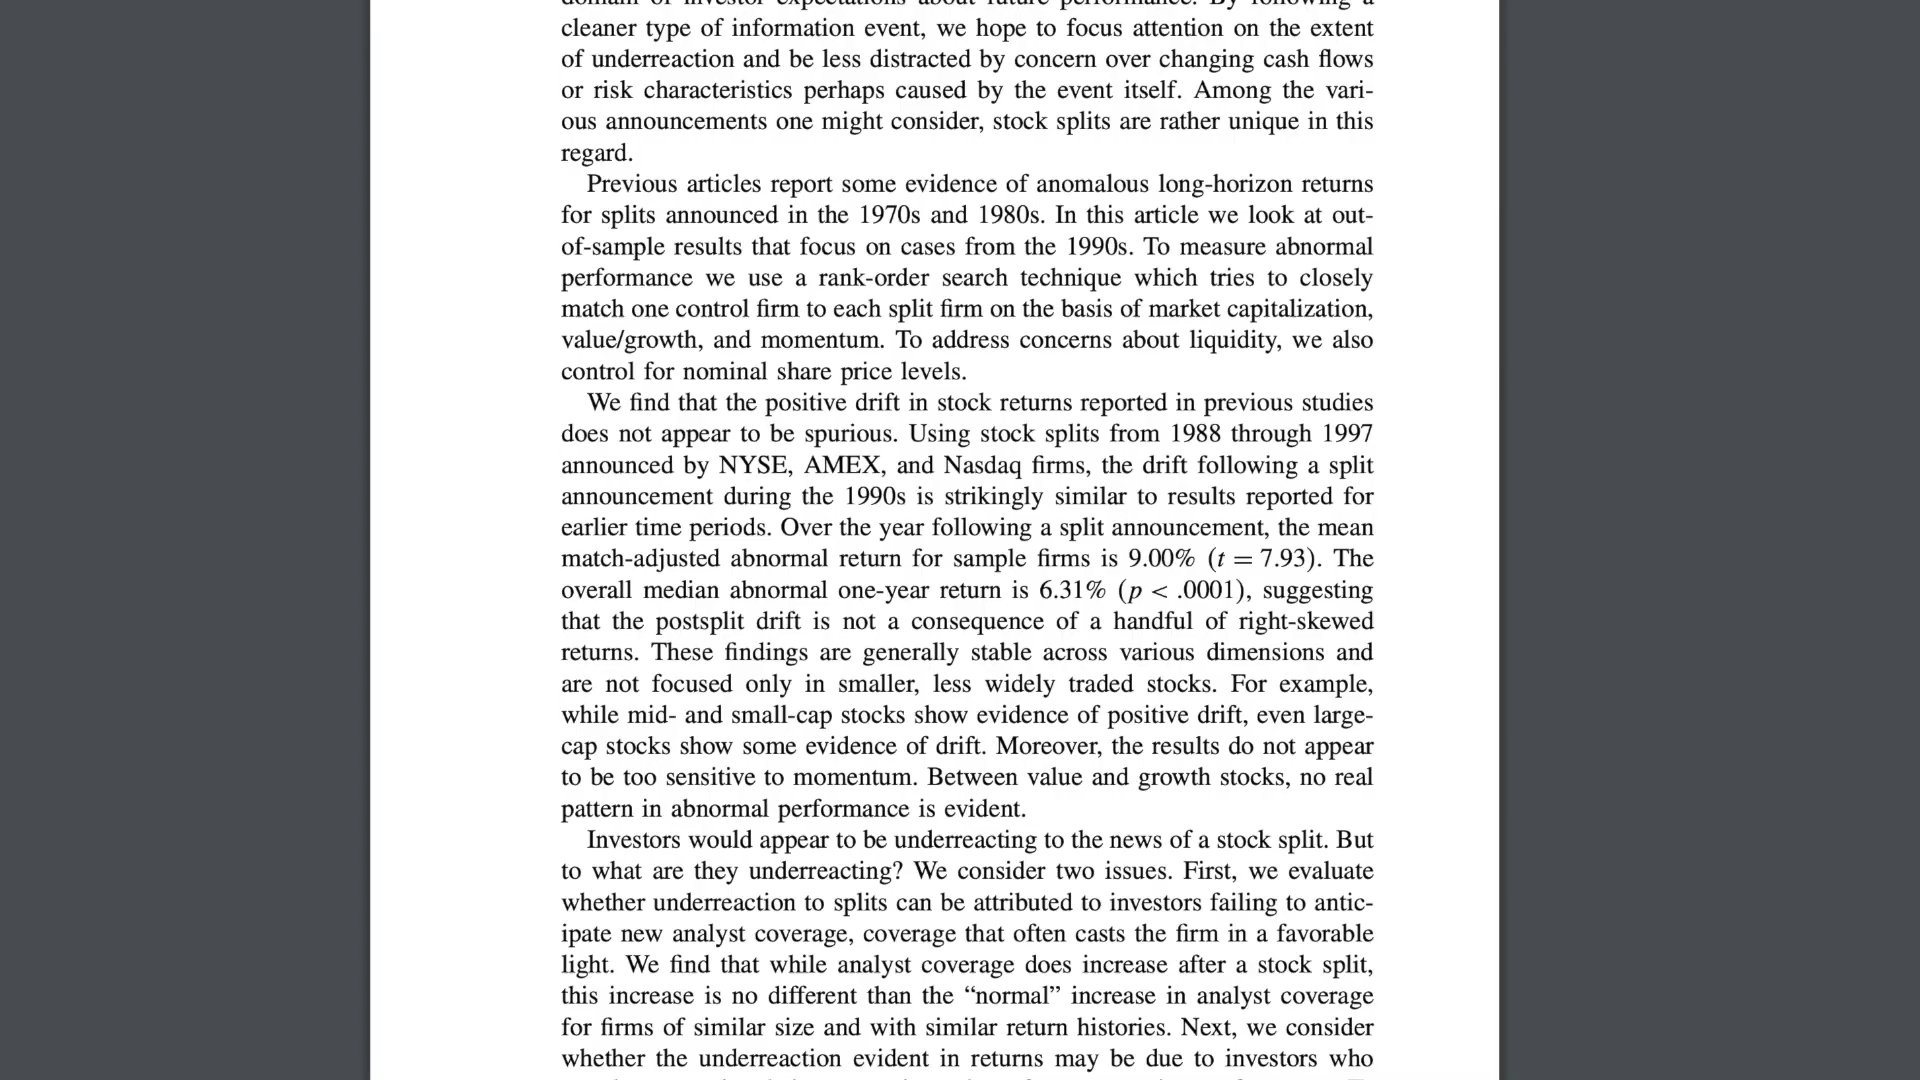 domain of investor expectations about future performance. By following a
cleaner type of information event, we hope to focus attention on the extent
of underreaction and be less distracted by concern over changing cash flows
or risk characteristics perhaps caused by the event itself. Among the vari-
ous announcements one might consider, stock splits are rather unique in this
regard.
Previous articles report some evidence of anomalous long-horizon returns
for splits announced in the 1970s and 1980s. In this article we look at out-
of-sample results that focus on cases from the 1990s. To measure abnormal
performance we use a rank-order search technique which tries to closely
match one control firm to each split firm on the basis of market capitalization,
value/growth, and momentum. To address concerns about liquidity, we also
control for nominal share price levels.
We find that the positive drift in stock returns reported in previous studies
does not appear to be spurious. Using stock splits from 1988 through 1997
announced by NYSE, AMEX, and Nasdaq firms, the drift following a split
announcement during the 1990s is strikingly similar to results reported for
earlier time periods. Over the year following a split announcement, the mean
match-adjusted abnormal return for sample firms is 9.00% (t = 7.93). The
overall median abnormal one-year return is 6.31% (p < .0001), suggesting
that the postsplit drift is not a consequence of a handful of right-skewed
returns. These findings are generally stable across various dimensions and
are not focused only in smaller, less widely traded stocks. For example,
while mid- and small-cap stocks show evidence of positive drift, even large-
cap stocks show some evidence of drift. Moreover, the results do not appear
to be too sensitive to momentum. Between value and growth stocks, no real
pattern in abnormal performance is evident.
Investors would appear to be underreacting to the news of a stock split. But
to what are they underreacting? We consider two issues. First, we evaluate
whether underreaction to splits can be attributed to investors failing to antic-
ipate new analyst coverage, coverage that often casts the firm in a favorable
light. We find that while analyst coverage does increase after a stock split,
this increase is no different than the “normal” increase in analyst coverage
for firms of similar size and with similar return histories. Next, we consider
whether the underreaction evident in returns may be due to investors who